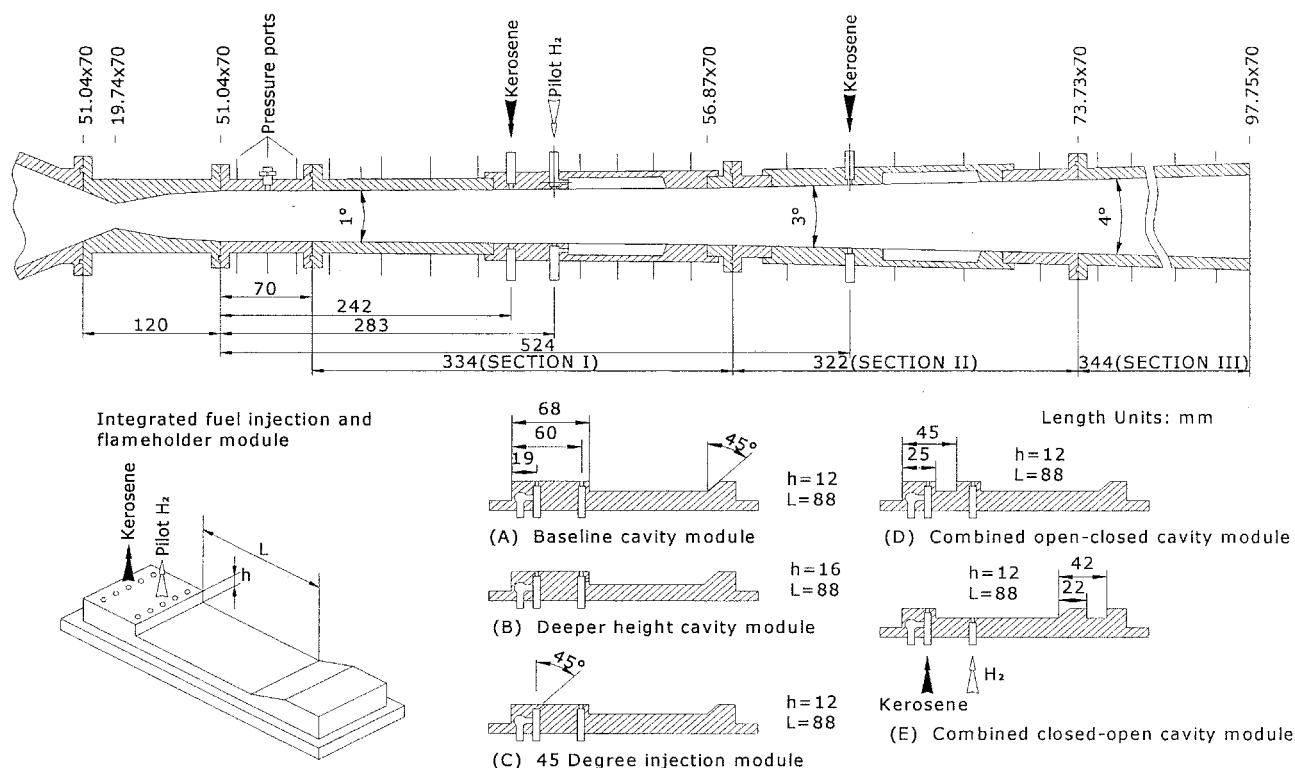 51.04x70
19.74x70
51.04x70
Pressure ports
Kerosene
Pilot H₂
56.87x70
Kerosene
73.73x70
97.75x70
1°
3°
4°
70
242
120
283
524
334(SECTION I)
322(SECTION II)
344(SECTION III)
Integrated fuel injection and
flameholder module
Kerosene
Pilot H₂
L
h
68
60
19
45°
h=12
L=88
(A) Baseline cavity module
h=16
L=88
(B) Deeper height cavity module
45°
h=12
L=88
(C) 45 Degree injection module
Length Units: mm
45
25
h=12
L=88
(D) Combined open-closed cavity module
h=12
L=88
42
22
H₂
Kerosene
(E) Combined closed-open cavity module